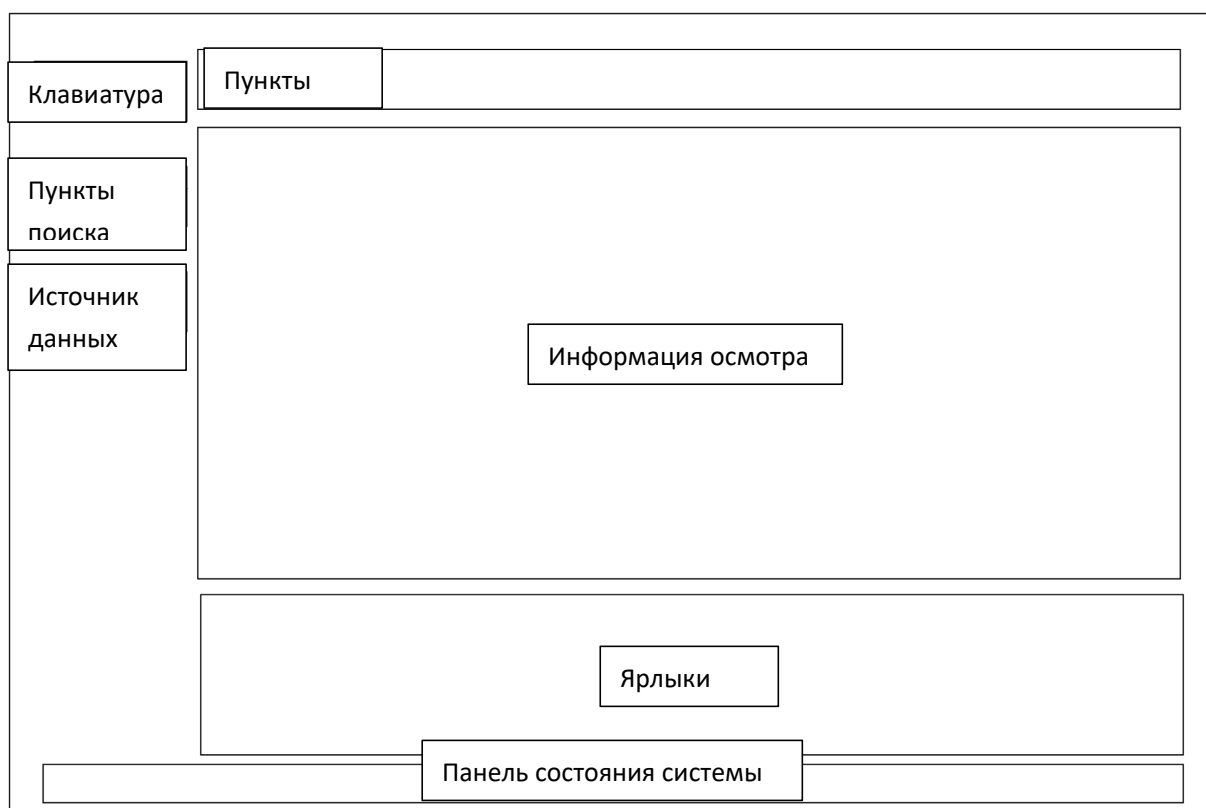 Клавиатура
Пункты
Пункты
поиска
Источник
данных
Информация осмотра
Ярлыки
Панель состояния системы